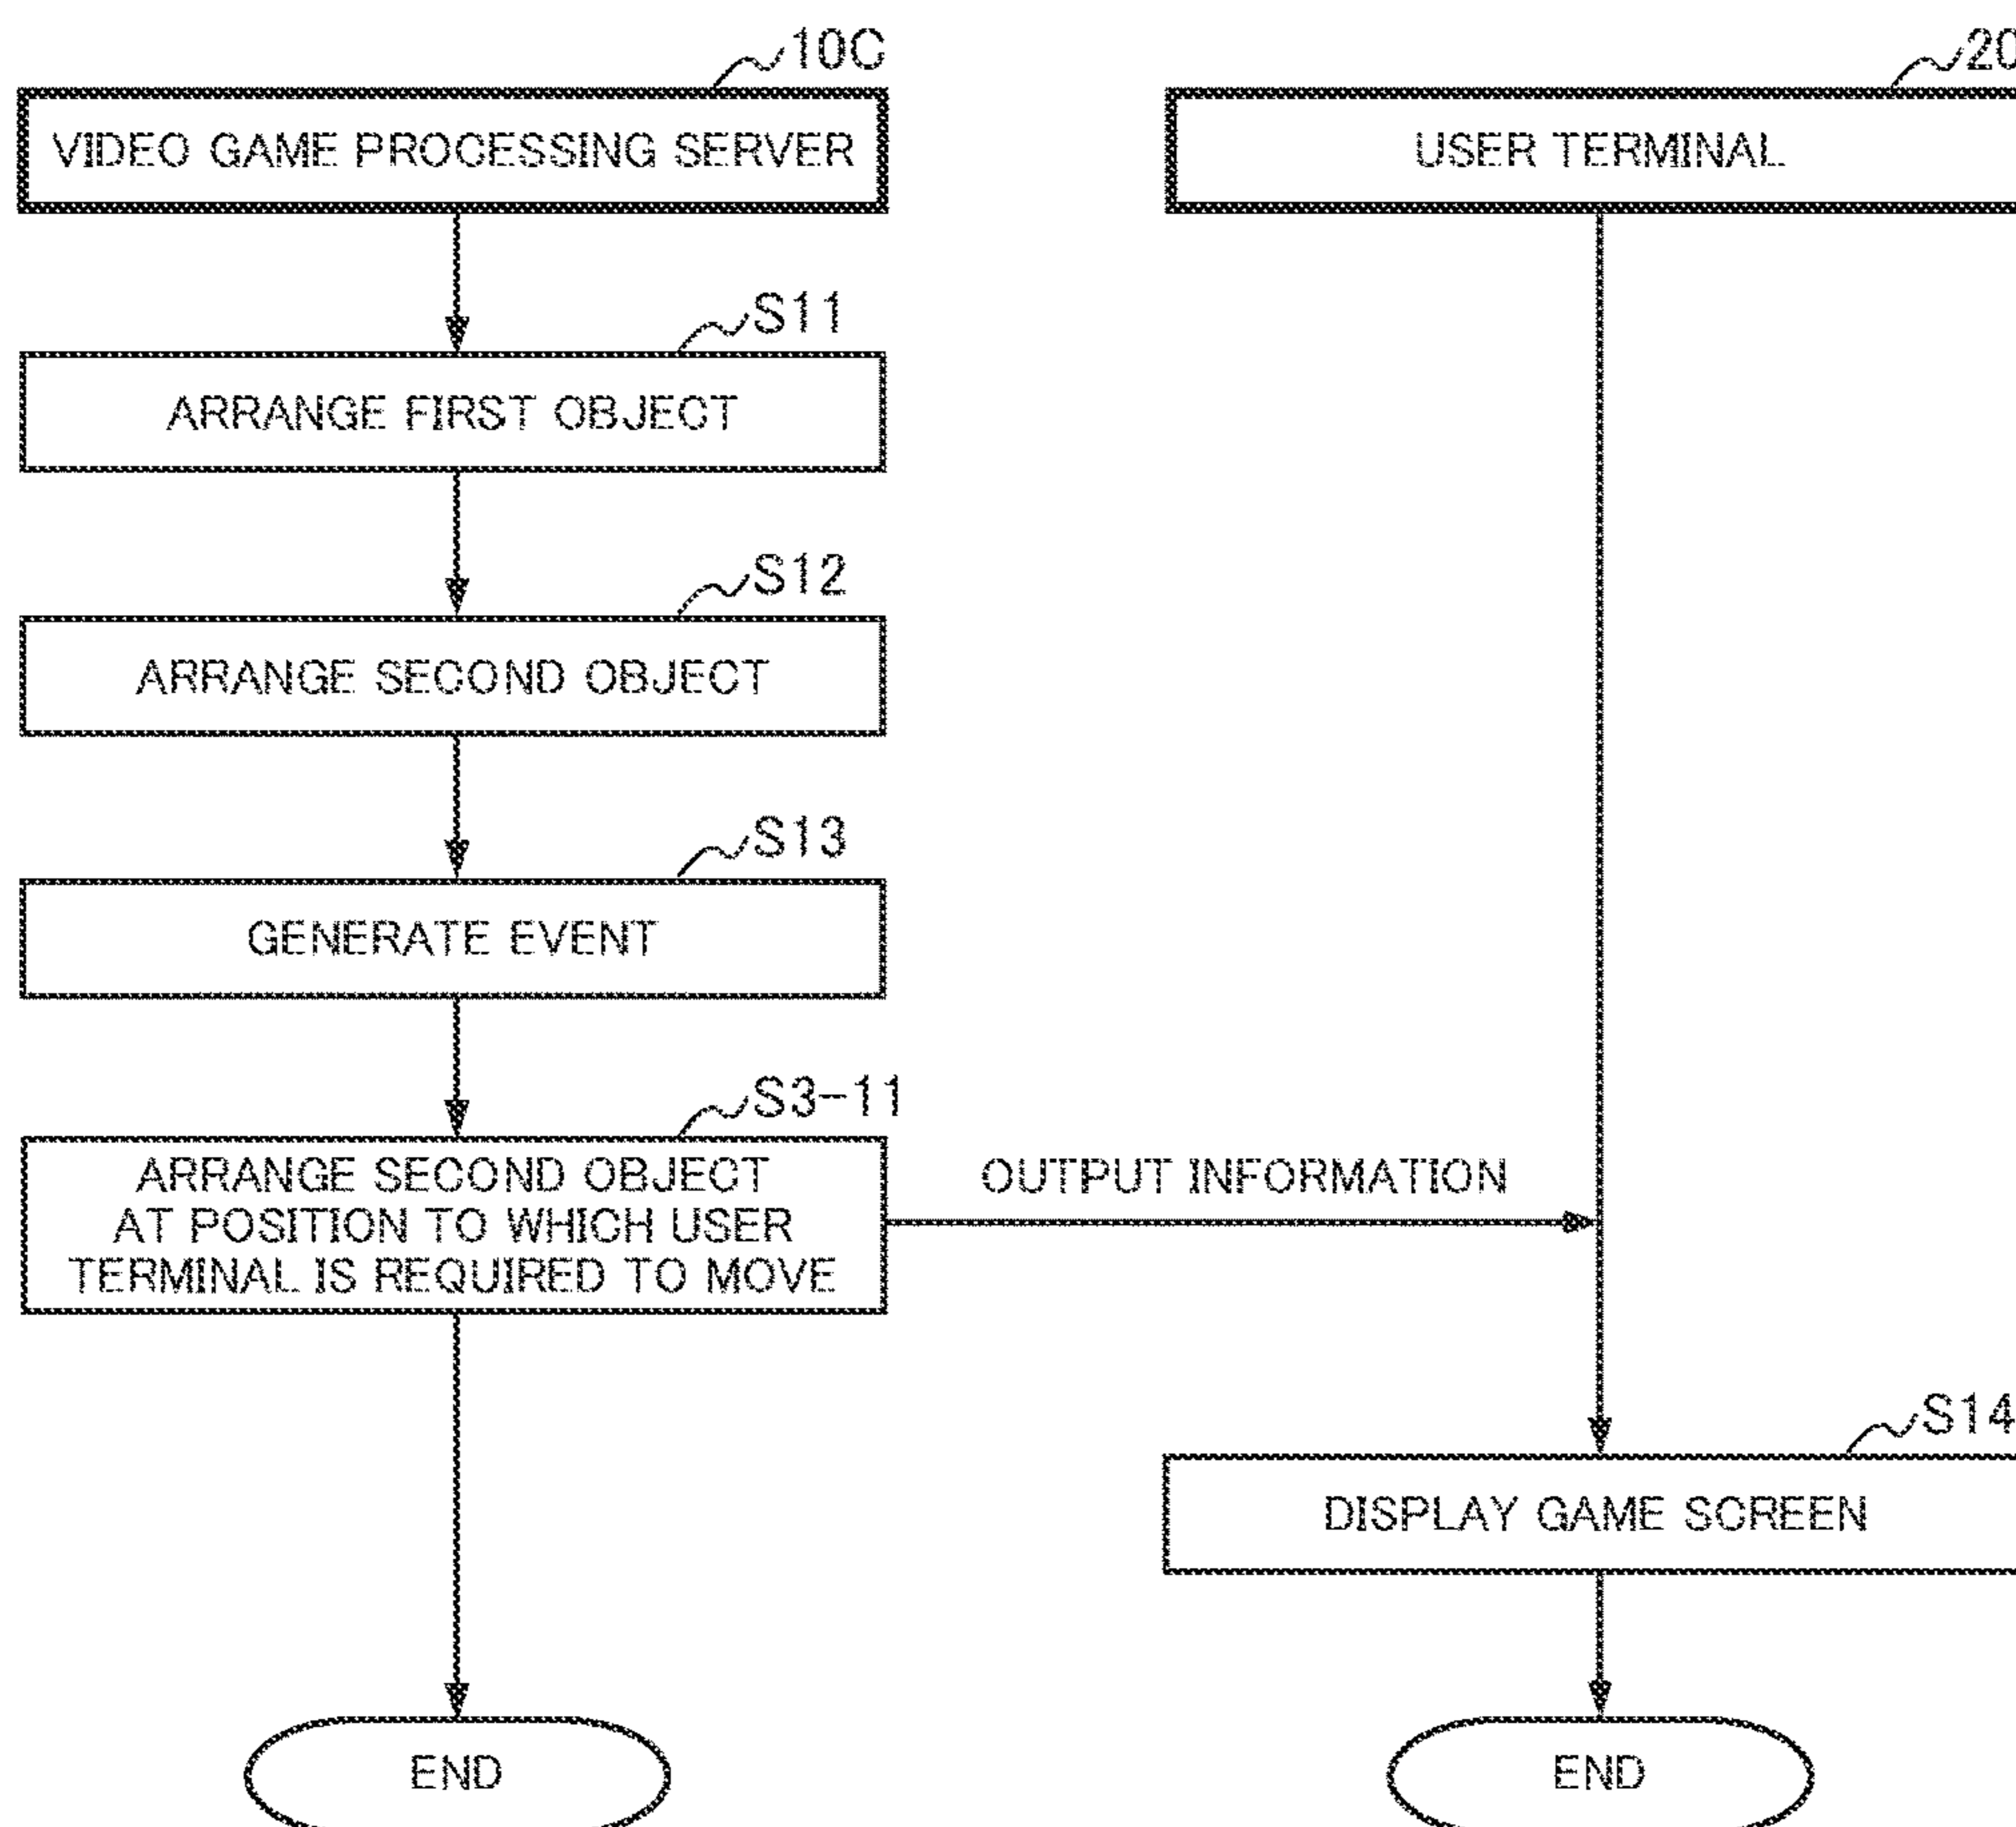 10C
VIDEO GAME PROCESSING SERVER
S11
ARRANGE FIRST OBJECT
S12
ARRANGE SECOND OBJECT
S13
GENERATE EVENT
S3-11
ARRANGE SECOND OBJECT
AT POSITION TO WHICH USER
TERMINAL IS REQUIRED TO MOVE
END
OUTPUT INFORMATION
20
USER TERMINAL
S14
DISPLAY GAME SCREEN
END